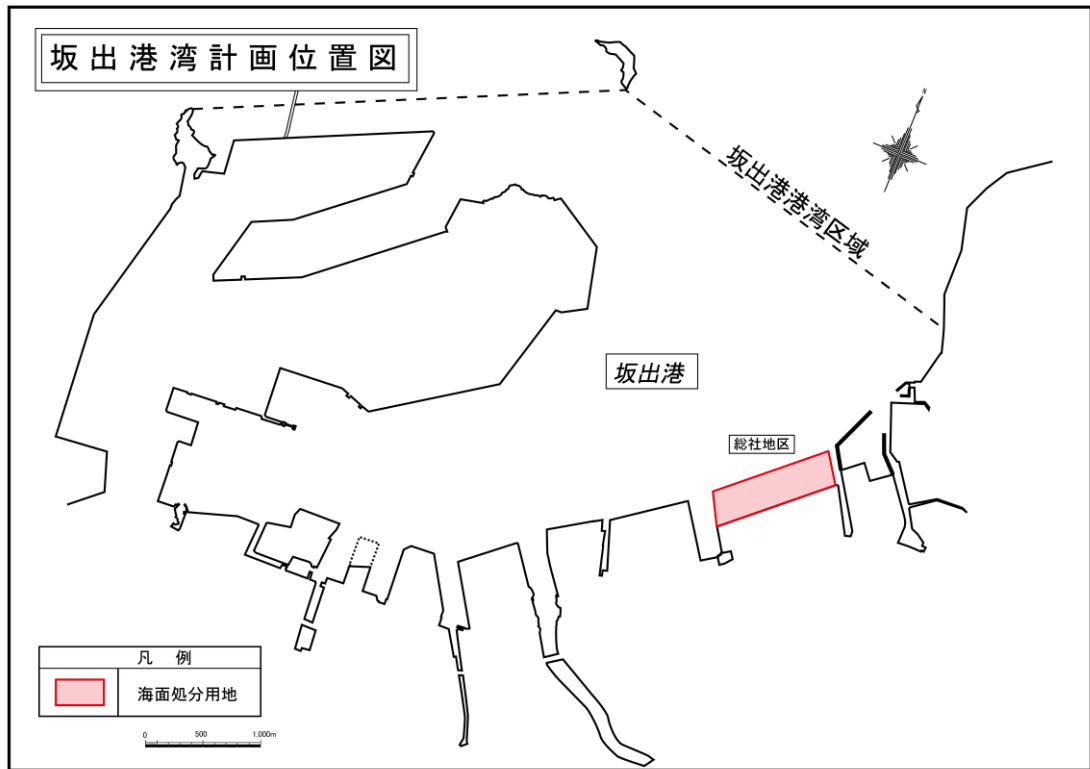 坂出港湾計画位置図
N
坂出港港湾区域
坂出港
総社地区
凡 例
海面処分用地
0 500 1,000m